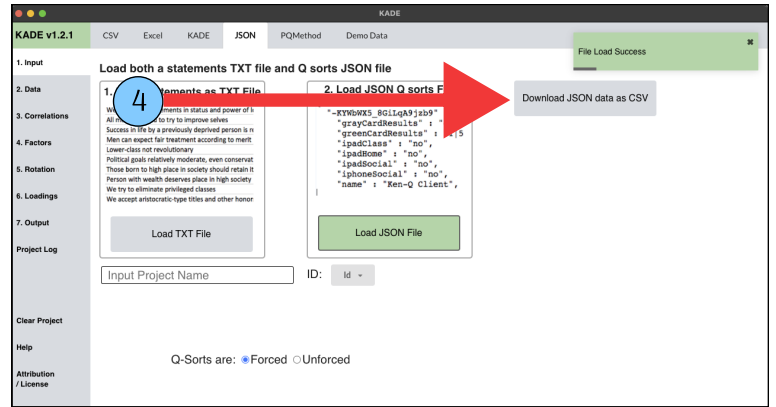 KADE
KADE v1.2.1
CSV
Excel
KADE
JSON
PQMethod
Demo Data
File Load Success
1. Input
2. Data
3. Correlations
4. Factors
5. Rotation
6. Loadings
7. Output
Project Log
Clear Project
Help
Attribution
/ License
Load both a statements TXT file and Q sorts JSON file
1.
as TXT File
4
in status and power of
All
to try to improve selves
Success in life by a previously deprived person is
Men can expect fair treatment according to merit
Lower-class not revolutionary
Political goals relatively moderate, even conservat
Those born to high place in society should retain it
Person with wealth deserves place in high society
We try to eliminate privileged classes
We accept aristocratic-type titles and other honor
Load TXT File
2. Load JSON Q sorts F
"-KYWbWX5_8GiLqA9jzb9"
"grayCardResults" : "
"greenCardResults" :
"ipadClass" : "no",
"ipadHome" : "no",
"ipadSocial" : "no",
"iphoneSocial" : "no",
"name" : "Ken-Q Client",
Load JSON File
Download JSON data as CSV
Input Project Name
ID:
Id
Q-Sorts are:
Forced
Unforced